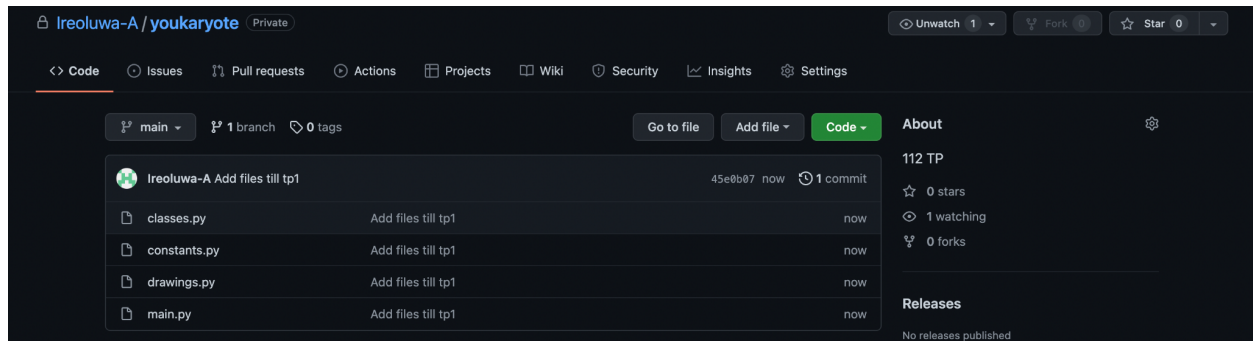 Ireoluwa-A / youkaryote Private
Unwatch 1 Fork 0 Star 0
<> Code Issues Pull requests Actions Projects Wiki Security Insights Settings
main 1 branch 0 tags Go to file Add file Code
About
112 TP
Ireoluwa-A Add files till tp1 45e0b07 now 1 commit
0 stars
classes.py Add files till tp1 now
1 watching
constants.py Add files till tp1 now
0 forks
drawings.py Add files till tp1 now
main.py Add files till tp1 now
Releases
No releases published